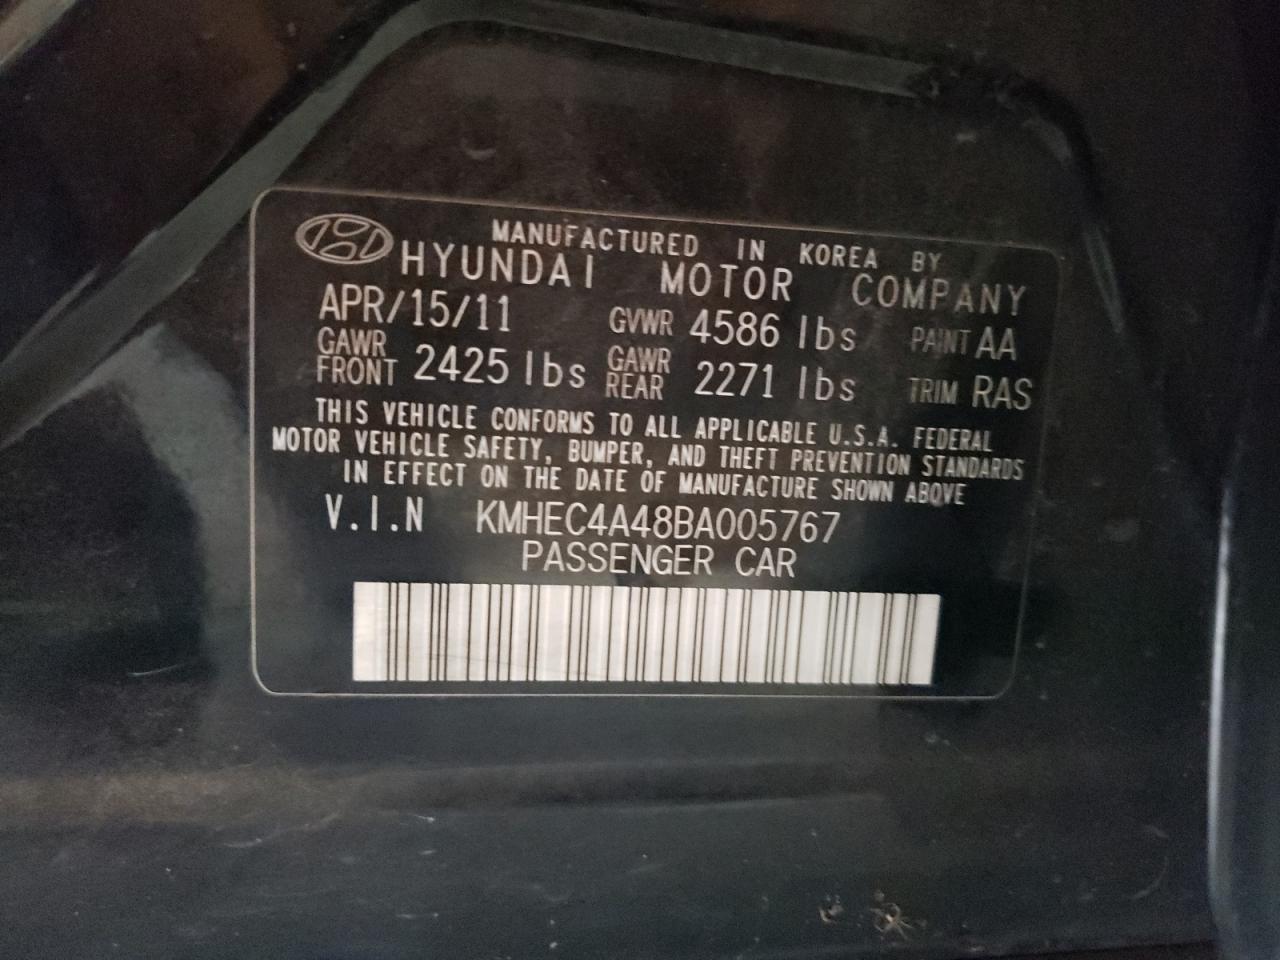 MANUFACTURED IN KOREA BY
HYUNDAI MOTOR COMPANY
APR/15/11 GVWR 4586 lbs PAINT AA
GAWR FRONT 2425 lbs GAWR REAR 2271 lbs TRIM RAS
THIS VEHICLE CONFORMS TO ALL APPLICABLE U.S.A. FEDERAL
MOTOR VEHICLE SAFETY, BUMPER, AND THEFT PREVENTION STANDARDS
IN EFFECT ON THE DATE OF MANUFACTURE SHOWN ABOVE
V.I.N KMHEC4A48BA005767
PASSENGER CAR